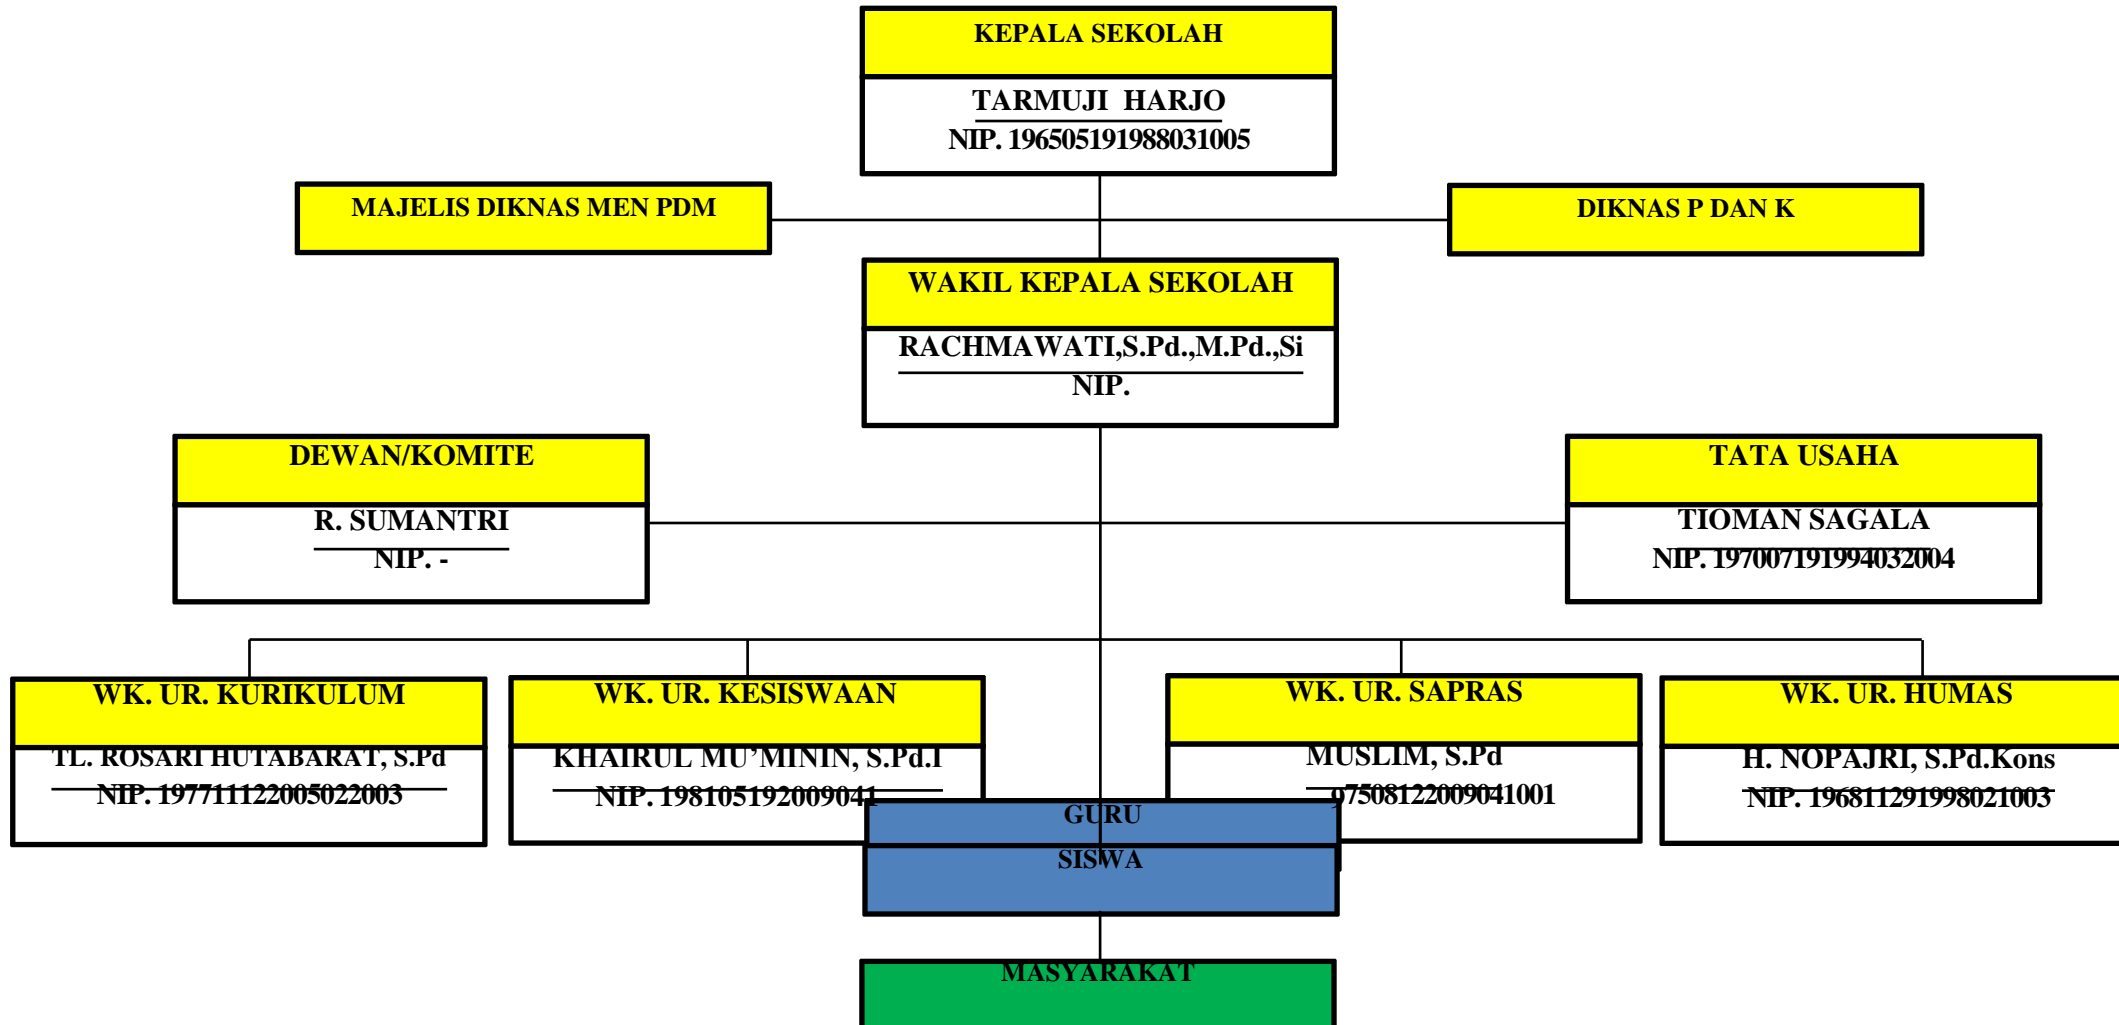 KEPALA SEKOLAH
TARMUJI HARJO
NIP. 196505191988031005
MAJELIS DIKNAS MEN PDM
DIKNAS P DAN K
WAKIL KEPALA SEKOLAH
RACHMAWATI,S.Pd.,M.Pd.,Si
NIP.
DEWAN/KOMITE
R. SUMANTRI
NIP. -
TATA USAHA
TIOMAN SAGALA
NIP. 197007191994032004
WK. UR. KURIKULUM
TL. ROSARI HUTABARAT, S.Pd
NIP. 197711122005022003
WK. UR. KESISWAAN
KHAIRUL MU’MININ, S.Pd.I
NIP. 198105192009041
WK. UR. SAPRAS
MUSLIM, S.Pd
97508122009041001
WK. UR. HUMAS
H. NOPAJRI, S.Pd.Kons
NIP. 196811291998021003
GURU
SISWA
MASYARAKAT